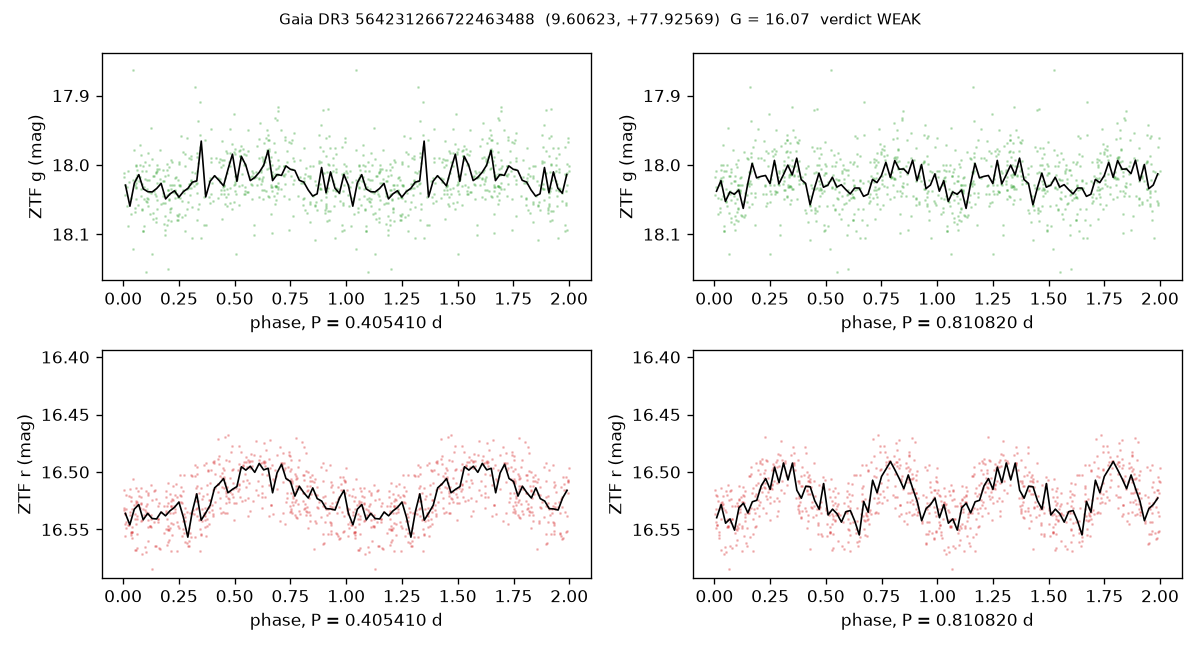 Gaia DR3 564231266722463488  (9.60623, +77.92569)  G = 16.07  verdict WEAK
ZTF g (mag)
17.9
18.0
18.1
0.00 0.25 0.50 0.75 1.00 1.25 1.50 1.75 2.00
phase, P = 0.405410 d
ZTF g (mag)
17.9
18.0
18.1
0.00 0.25 0.50 0.75 1.00 1.25 1.50 1.75 2.00
phase, P = 0.810820 d
ZTF r (mag)
16.40
16.45
16.50
16.55
0.00 0.25 0.50 0.75 1.00 1.25 1.50 1.75 2.00
phase, P = 0.405410 d
ZTF r (mag)
16.40
16.45
16.50
16.55
0.00 0.25 0.50 0.75 1.00 1.25 1.50 1.75 2.00
phase, P = 0.810820 d